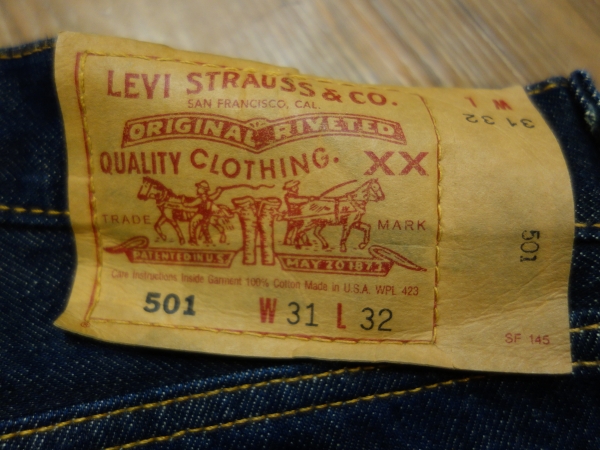 LEVI STRAUSS & CO.
SAN FRANCISCO, CAL.
ORIGINAL RIVETED
QUALITY CLOTHING. XX
TRADE MARK
PATENTED IN U.S. MAY 20 1873
Care Instructions Inside Garment 100% Cotton Made in U.S.A. WPL 423
501 W 31 L 32
W L
31 32
501
SF 145